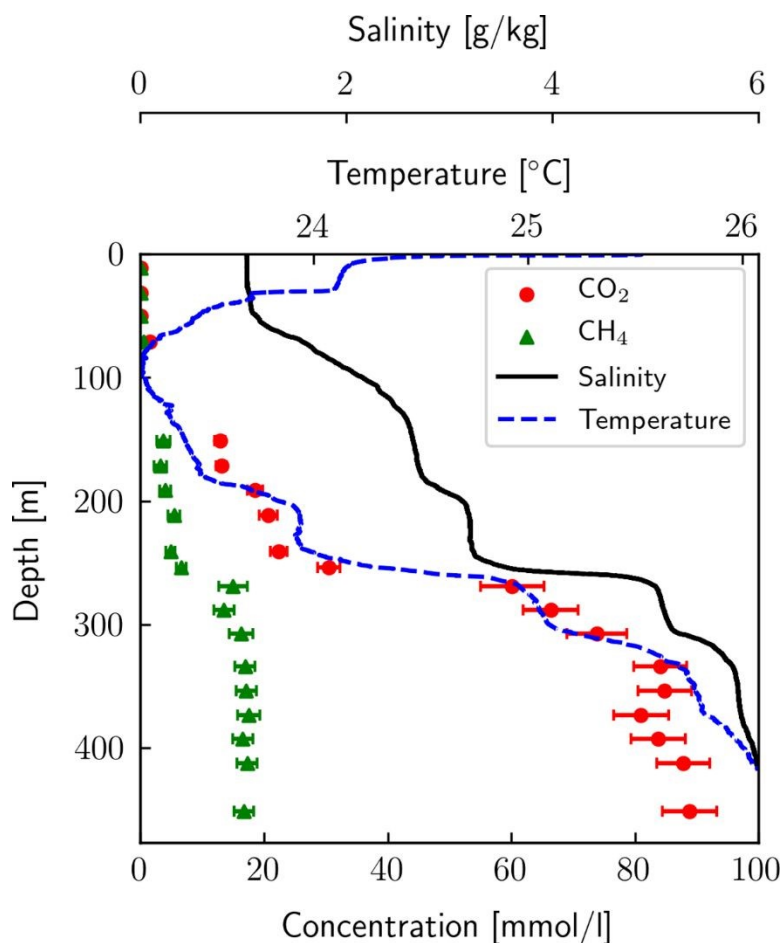 Salinity [g/kg]
0 2 4 6
Temperature [°C]
24 25 26
0
100
200
300
400
Depth [m]
CO₂
CH₄
Salinity
Temperature
0 20 40 60 80 100
Concentration [mmol/l]